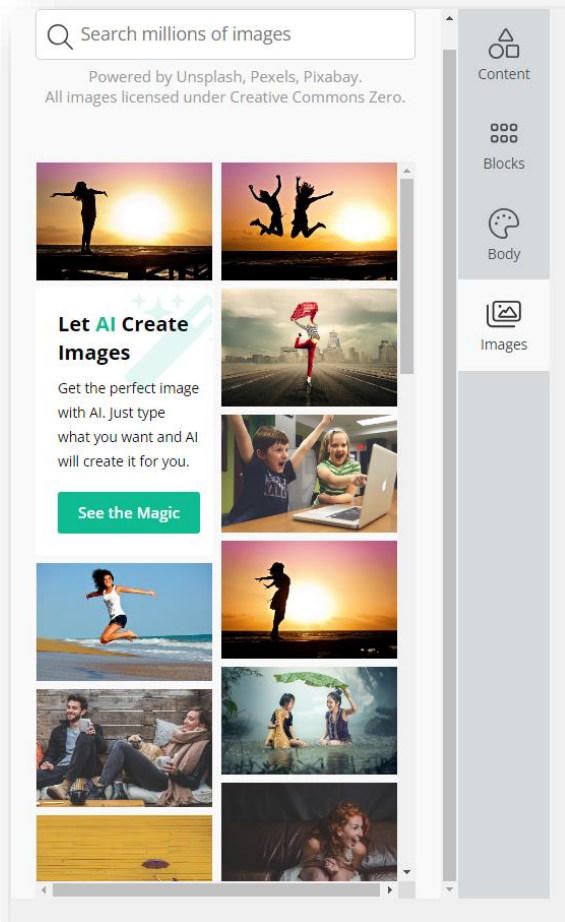 Search millions of images
Powered by Unsplash, Pexels, Pixabay.
All images licensed under Creative Commons Zero.
Let AI Create
Images
Get the perfect image
with AI. Just type
what you want and AI
will create it for you.
See the Magic
Content
Blocks
Body
Images